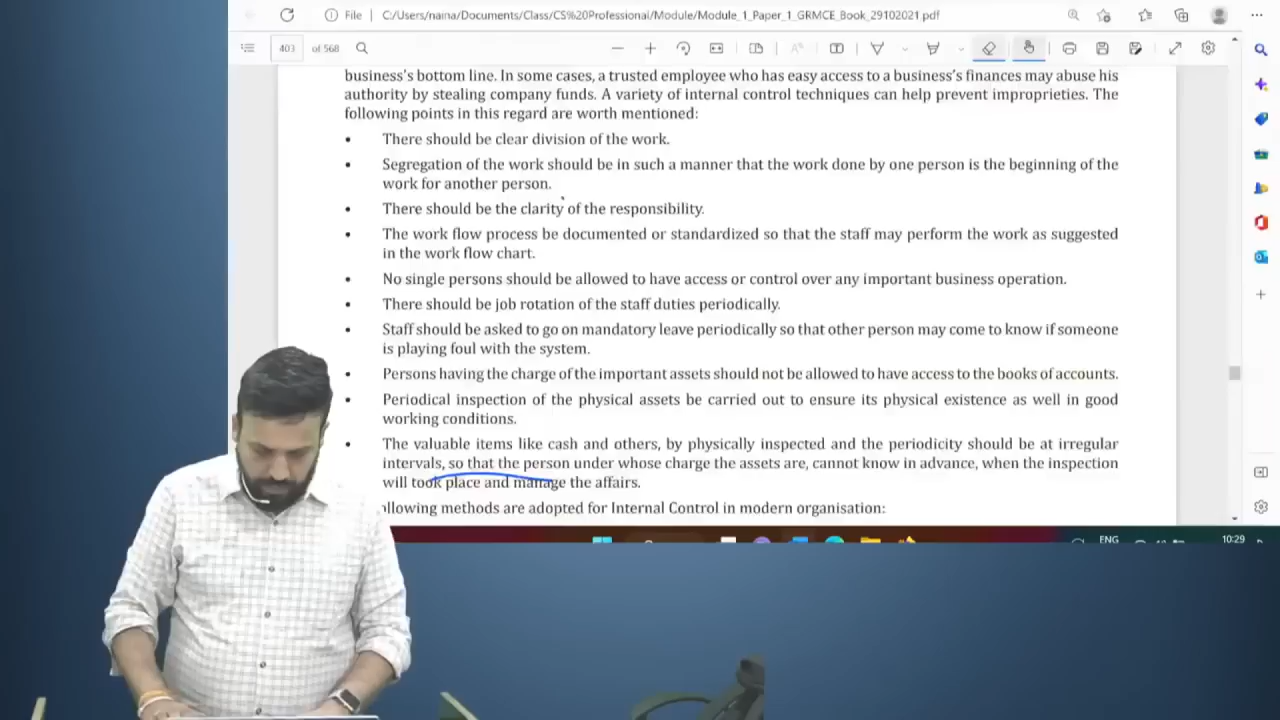 File C:/Users/naina/Documents/Class/CS%20Professional/Module/Module_1_Paper_1_GRMCE_Book_29102021.pdf
403 of 568
business's bottom line. In some cases, a trusted employee who has easy access to a business's finances may abuse his
authority by stealing company funds. A variety of internal control techniques can help prevent improprieties. The
following points in this regard are worth mentioned:
• There should be clear division of the work.
• Segregation of the work should be in such a manner that the work done by one person is the beginning of the
work for another person.
• There should be the clarity of the responsibility.
• The work flow process be documented or standardized so that the staff may perform the work as suggested
in the work flow chart.
• No single persons should be allowed to have access or control over any important business operation.
• There should be job rotation of the staff duties periodically.
• Staff should be asked to go on mandatory leave periodically so that other person may come to know if someone
is playing foul with the system.
• Persons having the charge of the important assets should not be allowed to have access to the books of accounts.
• Periodical inspection of the physical assets be carried out to ensure its physical existence as well in good
working conditions.
• The valuable items like cash and others, by physically inspected and the periodicity should be at irregular
intervals, so that the person under whose charge the assets are, cannot know in advance, when the inspection
will took place and manage the affairs.
ollowing methods are adopted for Internal Control in modern organisation:
ENG
10:29